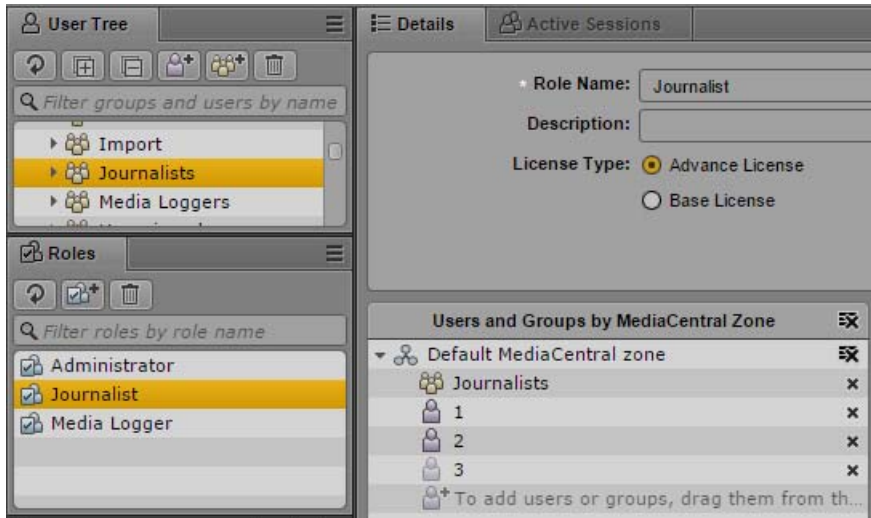 User Tree
Filter groups and users by name
Import
Journalists
Media Loggers
Roles
Filter roles by role name
Administrator
Journalist
Media Logger
Details
Active Sessions
* Role Name: Journalist
Description:
License Type: Advance License
Base License
Users and Groups by MediaCentral Zone
Default MediaCentral zone
Journalists
1
2
3
To add users or groups, drag them from th...